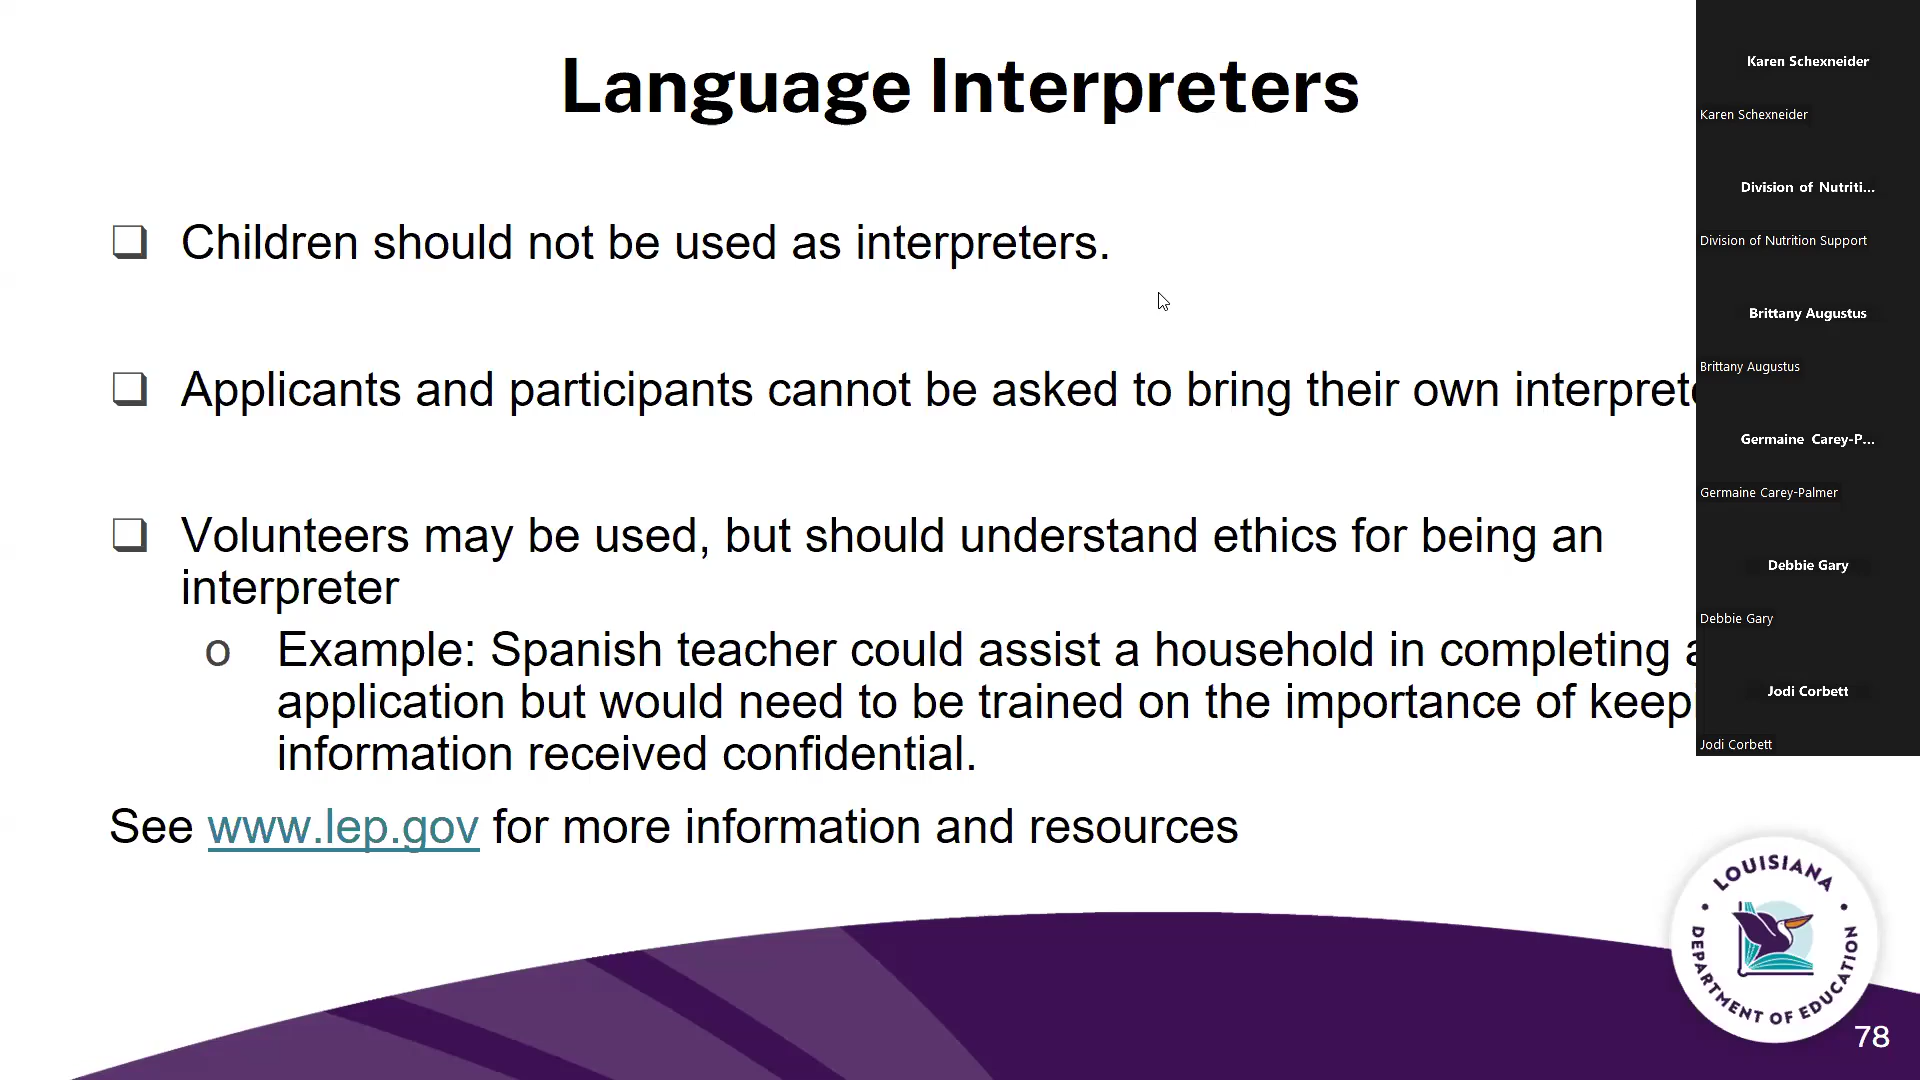 Language Interpreters
❑ Children should not be used as interpreters.
❑ Applicants and participants cannot be asked to bring their own
❑ Volunteers may be used, but should understand ethics for being an
interpreter
o Example: Spanish teacher could assist a household in completing
application but would need to be trained on the importance of
information received confidential.
See www.lep.gov for more information and resources
LOUISIANA
DEPARTMENT OF EDUCATION
78
Karen Schexneider
Karen Schexneider
Division of Nutriti...
Division of Nutrition Support
Brittany Augustus
Brittany Augustus
Germaine Carey-P...
Germaine Carey-Palmer
Debbie Gary
Debbie Gary
Jodi Corbett
Jodi Corbett